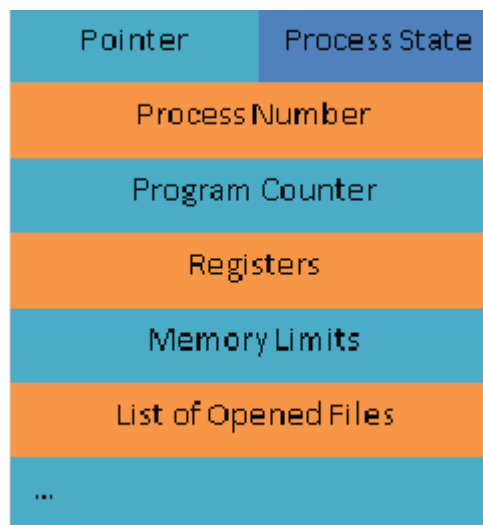 Pointer Process State
Process Number
Program Counter
Registers
Memory Limits
List of Opened Files
...